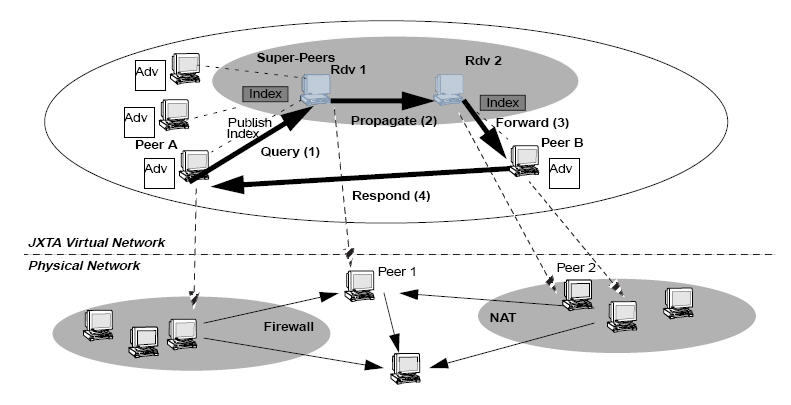 Super-Peers
Rdv 1
Rdv 2
Adv
Index
Index
Adv
Publish
Index
Propagate (2)
Forward (3)
Peer A
Query (1)
Peer B
Adv
Adv
Respond (4)
JXTA Virtual Network
Physical Network
Peer 1
Peer 2
Firewall
NAT